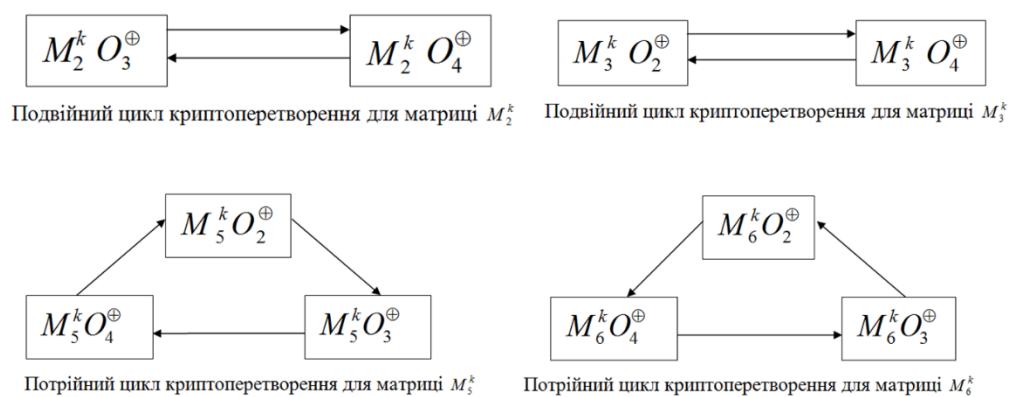 M₂ᵏ O₃^⊕ M₂ᵏ O₄^⊕
Подвійний цикл криптоперетворення для матриці M₂ᵏ
M₃ᵏ O₂^⊕ M₃ᵏ O₄^⊕
Подвійний цикл криптоперетворення для матриці M₃ᵏ
M₅ᵏO₂^⊕
M₅ᵏO₄^⊕ M₅ᵏO₃^⊕
Потрійний цикл криптоперетворення для матриці M₅ᵏ
M₆ᵏO₂^⊕
M₆ᵏO₄^⊕ M₆ᵏO₃^⊕
Потрійний цикл криптоперетворення для матриці M₆ᵏ